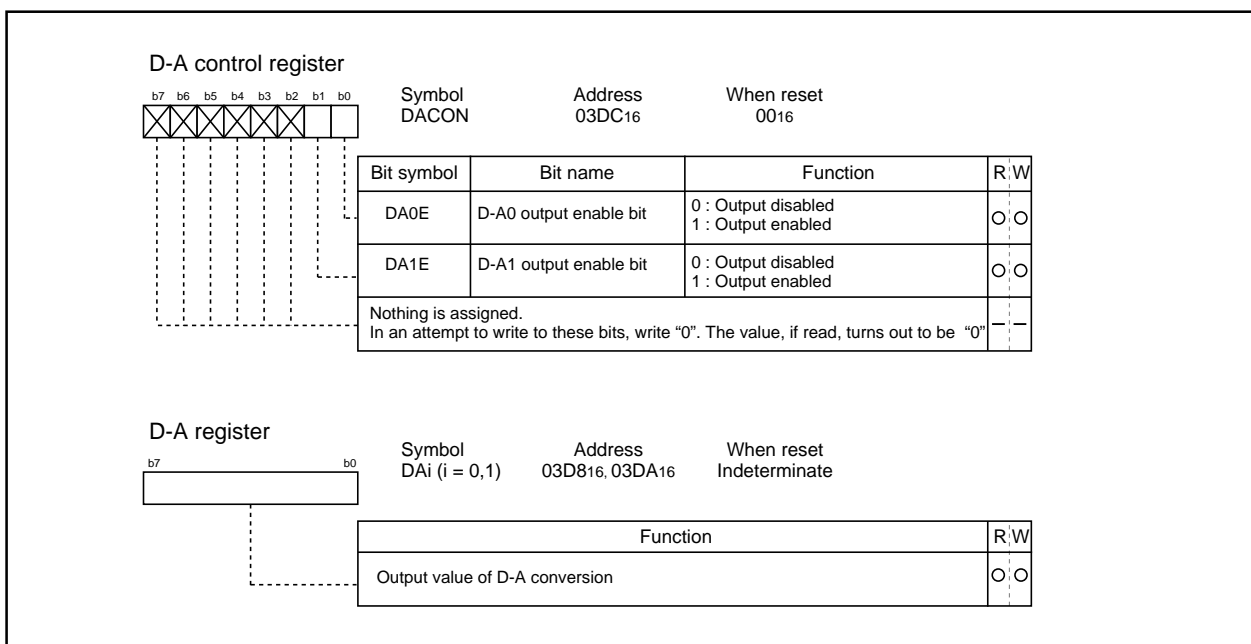 D-A control register
b7 b6 b5 b4 b3 b2 b1 b0
Symbol Address When reset
DACON 03DC16 0016
Bit symbol Bit name Function R W
DA0E D-A0 output enable bit 0 : Output disabled
1 : Output enabled
DA1E D-A1 output enable bit 0 : Output disabled
1 : Output enabled
Nothing is assigned.
In an attempt to write to these bits, write “0”. The value, if read, turns out to be “0”
D-A register
b7 b0
Symbol Address When reset
DAi (i = 0,1) 03D816, 03DA16 Indeterminate
Function R W
Output value of D-A conversion